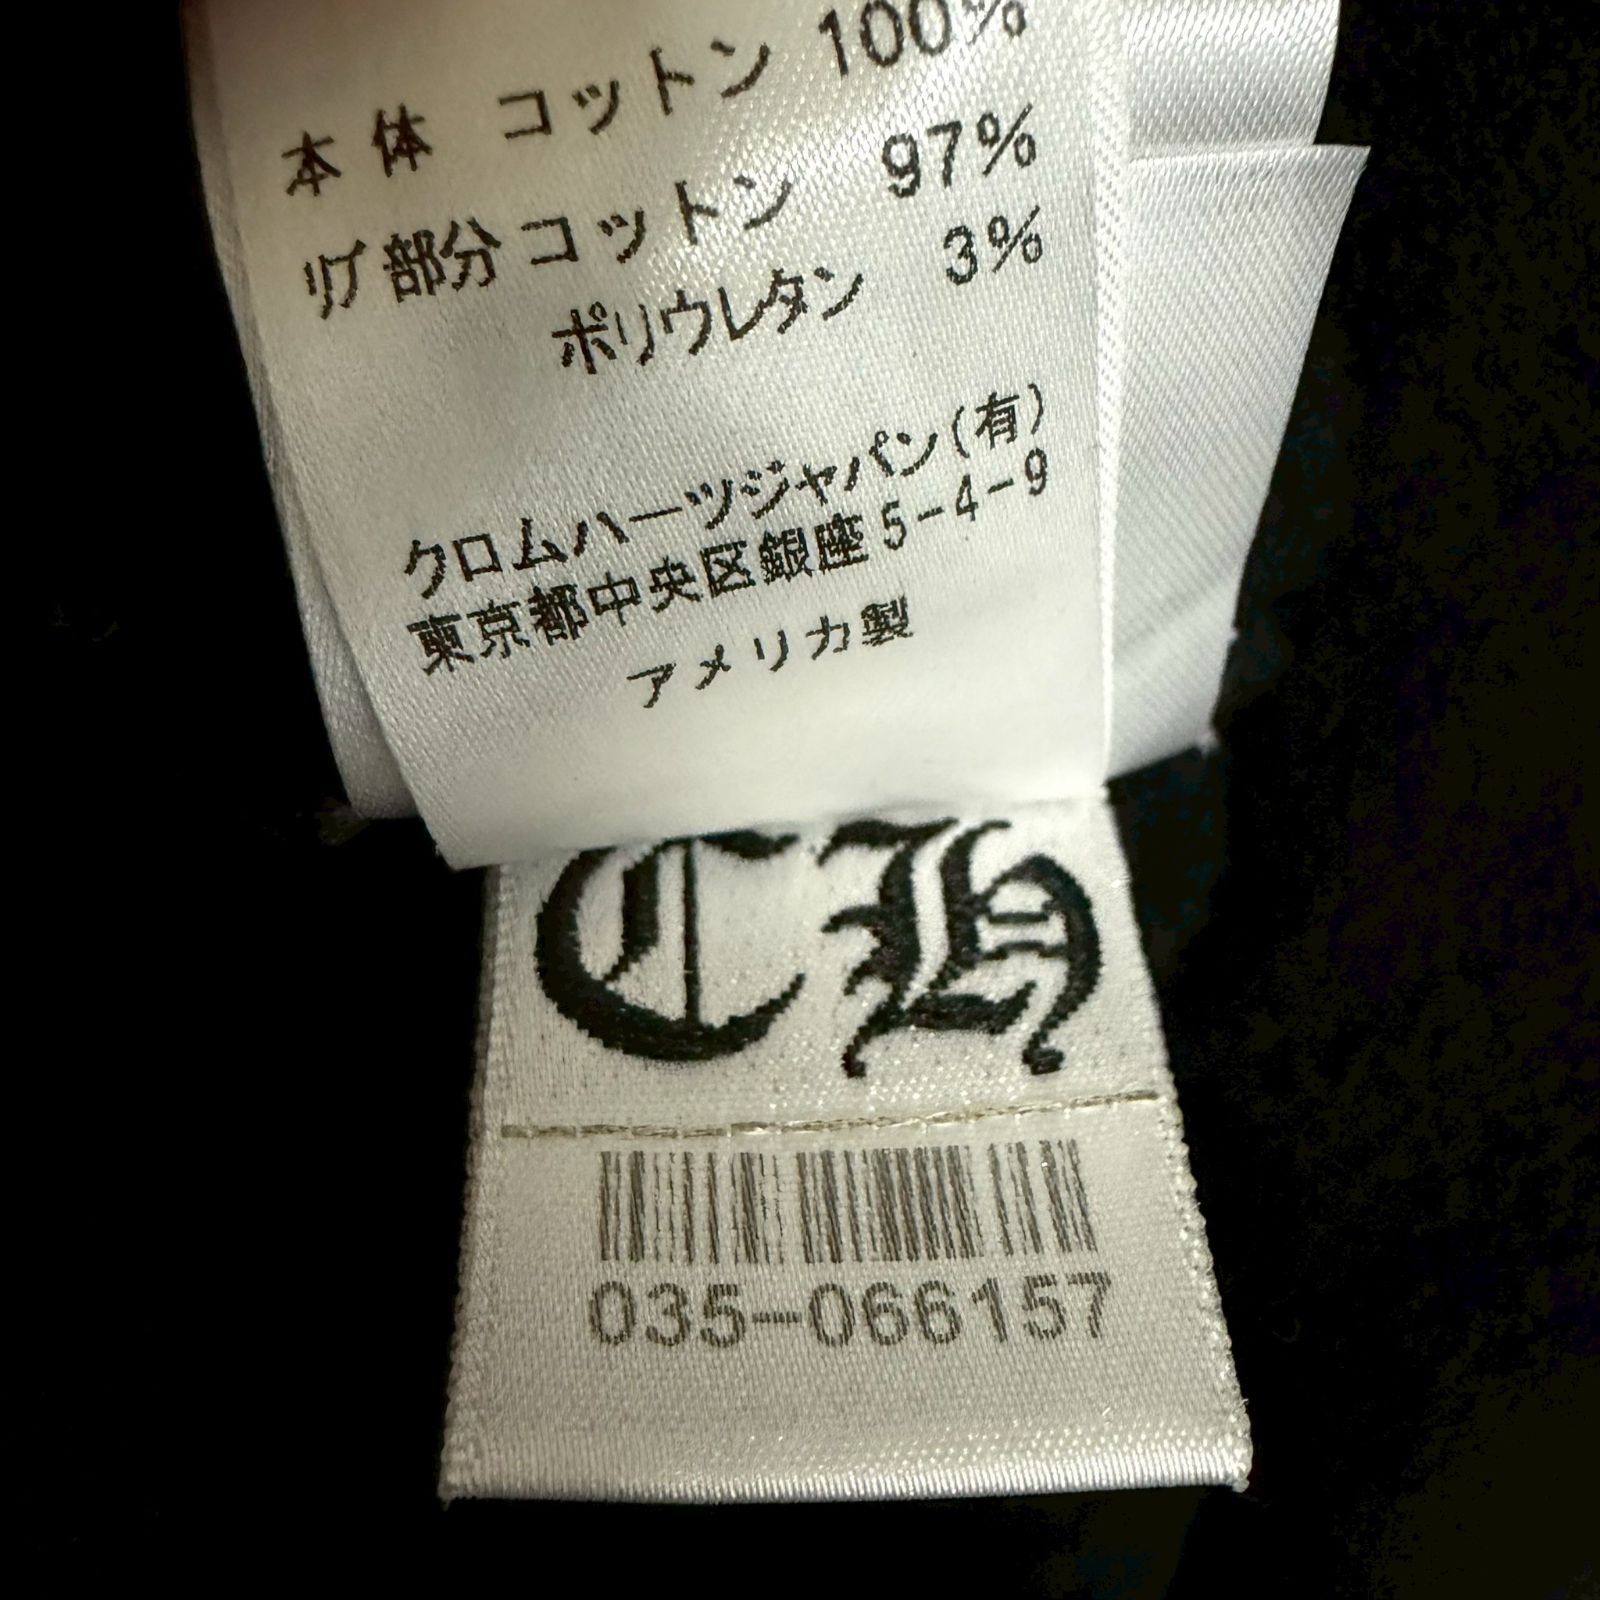 本体 コットン 100%
リブ部分 コットン 97%
ポリウレタン 3%
クロムハーツジャパン(有)
東京都中央区銀座5-4-9
アメリカ製
CH
035-066157